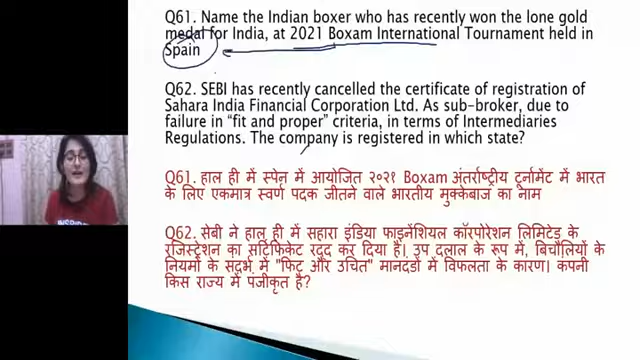 Q61. Name the Indian boxer who has recently won the lone gold
medal for India, at 2021 Boxam International Tournament held in
Spain
Q62. SEBI has recently cancelled the certificate of registration of
Sahara India Financial Corporation Ltd. As sub-broker, due to
failure in “fit and proper” criteria, in terms of Intermediaries
Regulations. The company is registered in which state?
Q61. हाल ही में स्पेन में आयोजित २०२१ Boxam अंतर्राष्ट्रीय टूर्नामेंट में भारत
के लिए एकमात्र स्वर्ण पदक जीतने वाले भारतीय मुक्केबाज का नाम
Q62. सेबी ने हाल ही में सहारा इंडिया फाइनेंशियल कॉरपोरेशन लिमिटेड के
रजिस्ट्रेशन का सर्टिफिकेट रद्द कर दिया है। उप दलाल के रूप में, बिचौलियों के
नियमों के संदर्भ में "फिट और उचित" मानदंडों में विफलता के कारण। कंपनी
किस राज्य में पंजीकृत है?